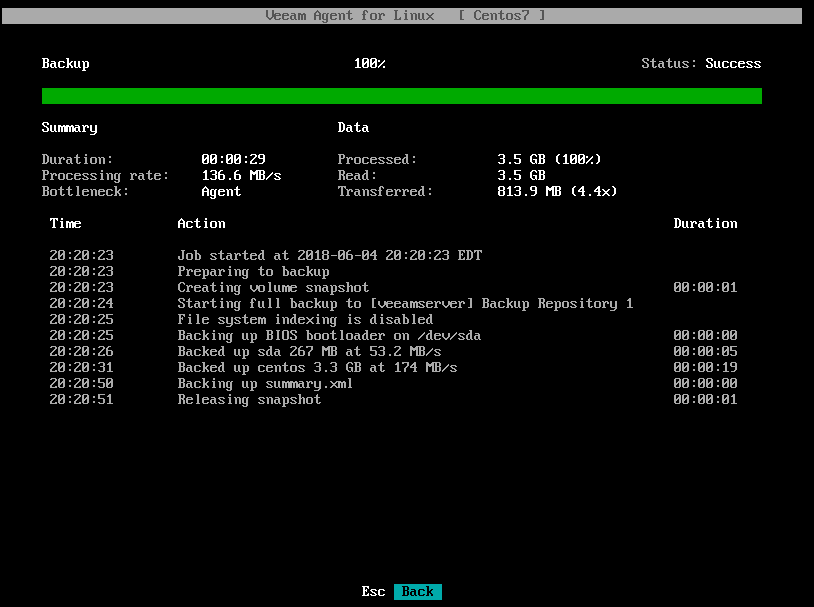 Veeam Agent for Linux [ Centos7 ]
Backup 100% Status: Success
Summary Data
Duration: 00:00:29 Processed: 3.5 GB (100%)
Processing rate: 136.6 MB/s Read: 3.5 GB
Bottleneck: Agent Transferred: 813.9 MB (4.4x)
Time Action Duration
20:20:23 Job started at 2018-06-04 20:20:23 EDT
20:20:23 Preparing to backup
20:20:23 Creating volume snapshot 00:00:01
20:20:24 Starting full backup to [veeamserver] Backup Repository 1
20:20:25 File system indexing is disabled
20:20:25 Backing up BIOS bootloader on /dev/sda 00:00:00
20:20:26 Backed up sda 267 MB at 53.2 MB/s 00:00:05
20:20:31 Backed up centos 3.3 GB at 174 MB/s 00:00:19
20:20:50 Backing up summary.xml 00:00:00
20:20:51 Releasing snapshot 00:00:01
Esc Back